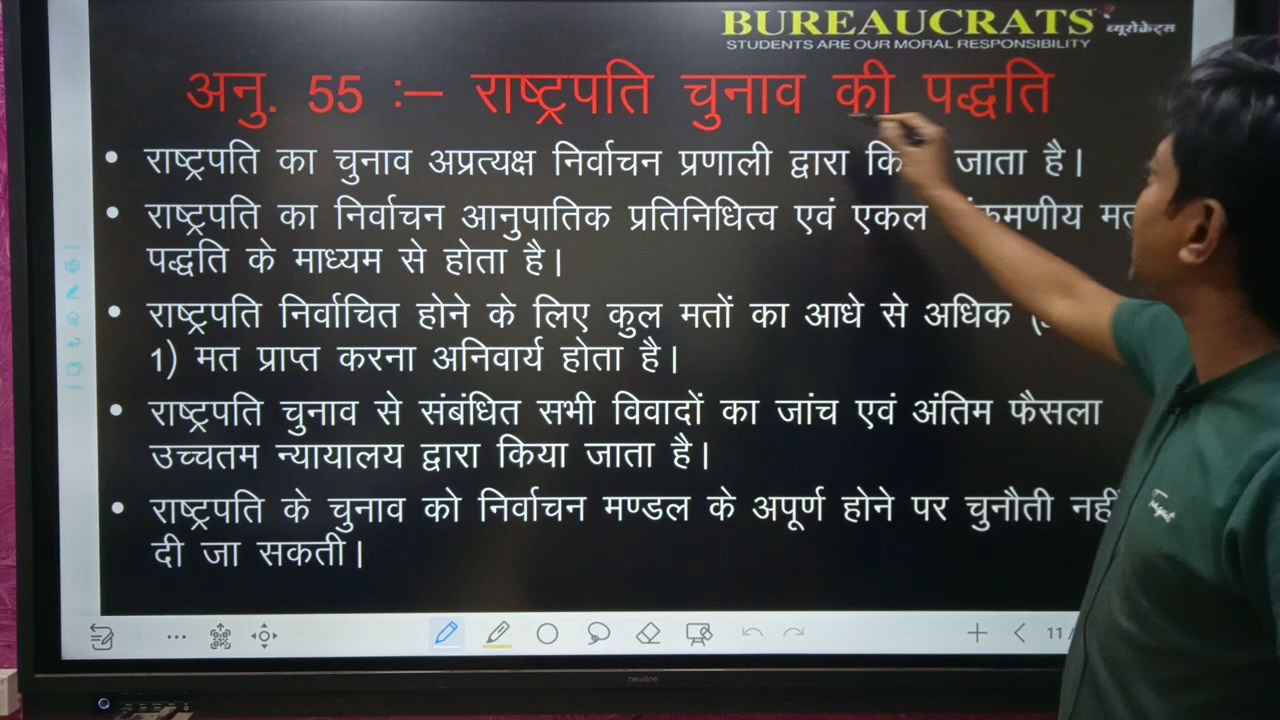 BUREAUCRATS ब्यूरोक्रेट्स
STUDENTS ARE OUR MORAL RESPONSIBILITY
अनु. 55 :– राष्ट्रपति चुनाव की पद्धति
• राष्ट्रपति का चुनाव अप्रत्यक्ष निर्वाचन प्रणाली द्वारा जाता है।
• राष्ट्रपति का निर्वाचन आनुपातिक प्रतिनिधित्व एवं एकल
पद्धति के माध्यम से होता है।
• राष्ट्रपति निर्वाचित होने के लिए कुल मतों का आधे से अधिक
1) मत प्राप्त करना अनिवार्य होता है।
• राष्ट्रपति चुनाव से संबंधित सभी विवादों का जांच एवं अंतिम फैसला
उच्चतम न्यायालय द्वारा किया जाता है।
• राष्ट्रपति के चुनाव को निर्वाचन मण्डल के अपूर्ण होने पर चुनौती नहीं
दी जा सकती।
11
newline